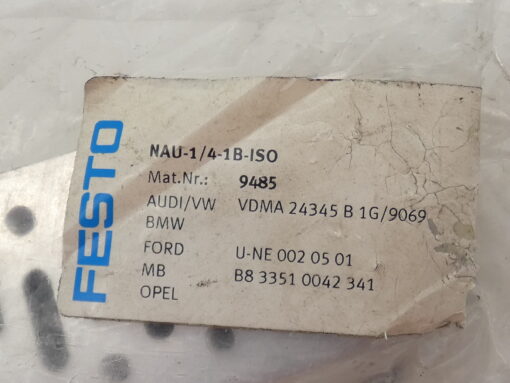 FESTO
NAU-1/4-1B-ISO
Mat.Nr.: 9485
AUDI/VW VDMA 24345 B 1G/9069
BMW
FORD U-NE 002 05 01
MB B8 3351 0042 341
OPEL